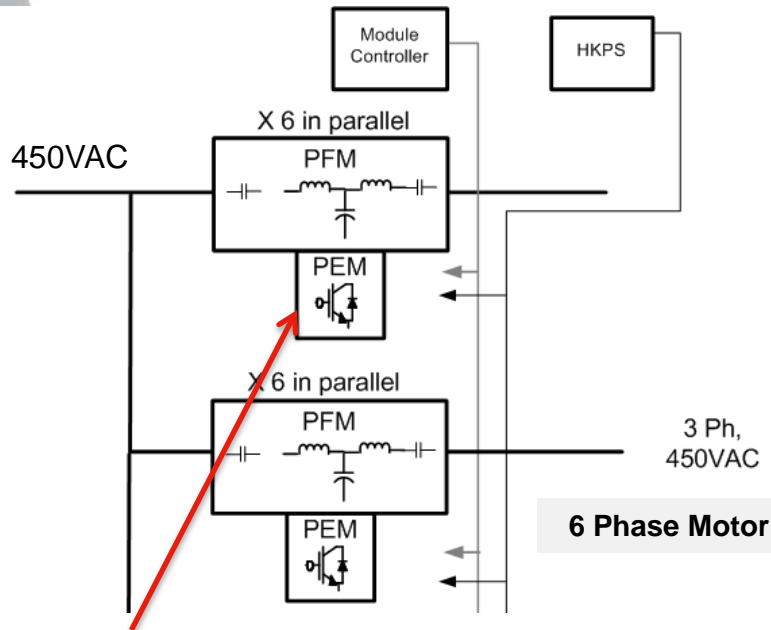 Module
Controller
HKPS
X 6 in parallel
450VAC
PFM
PEM
X 6 in parallel
PFM
3 Ph,
450VAC
PEM
6 Phase Motor